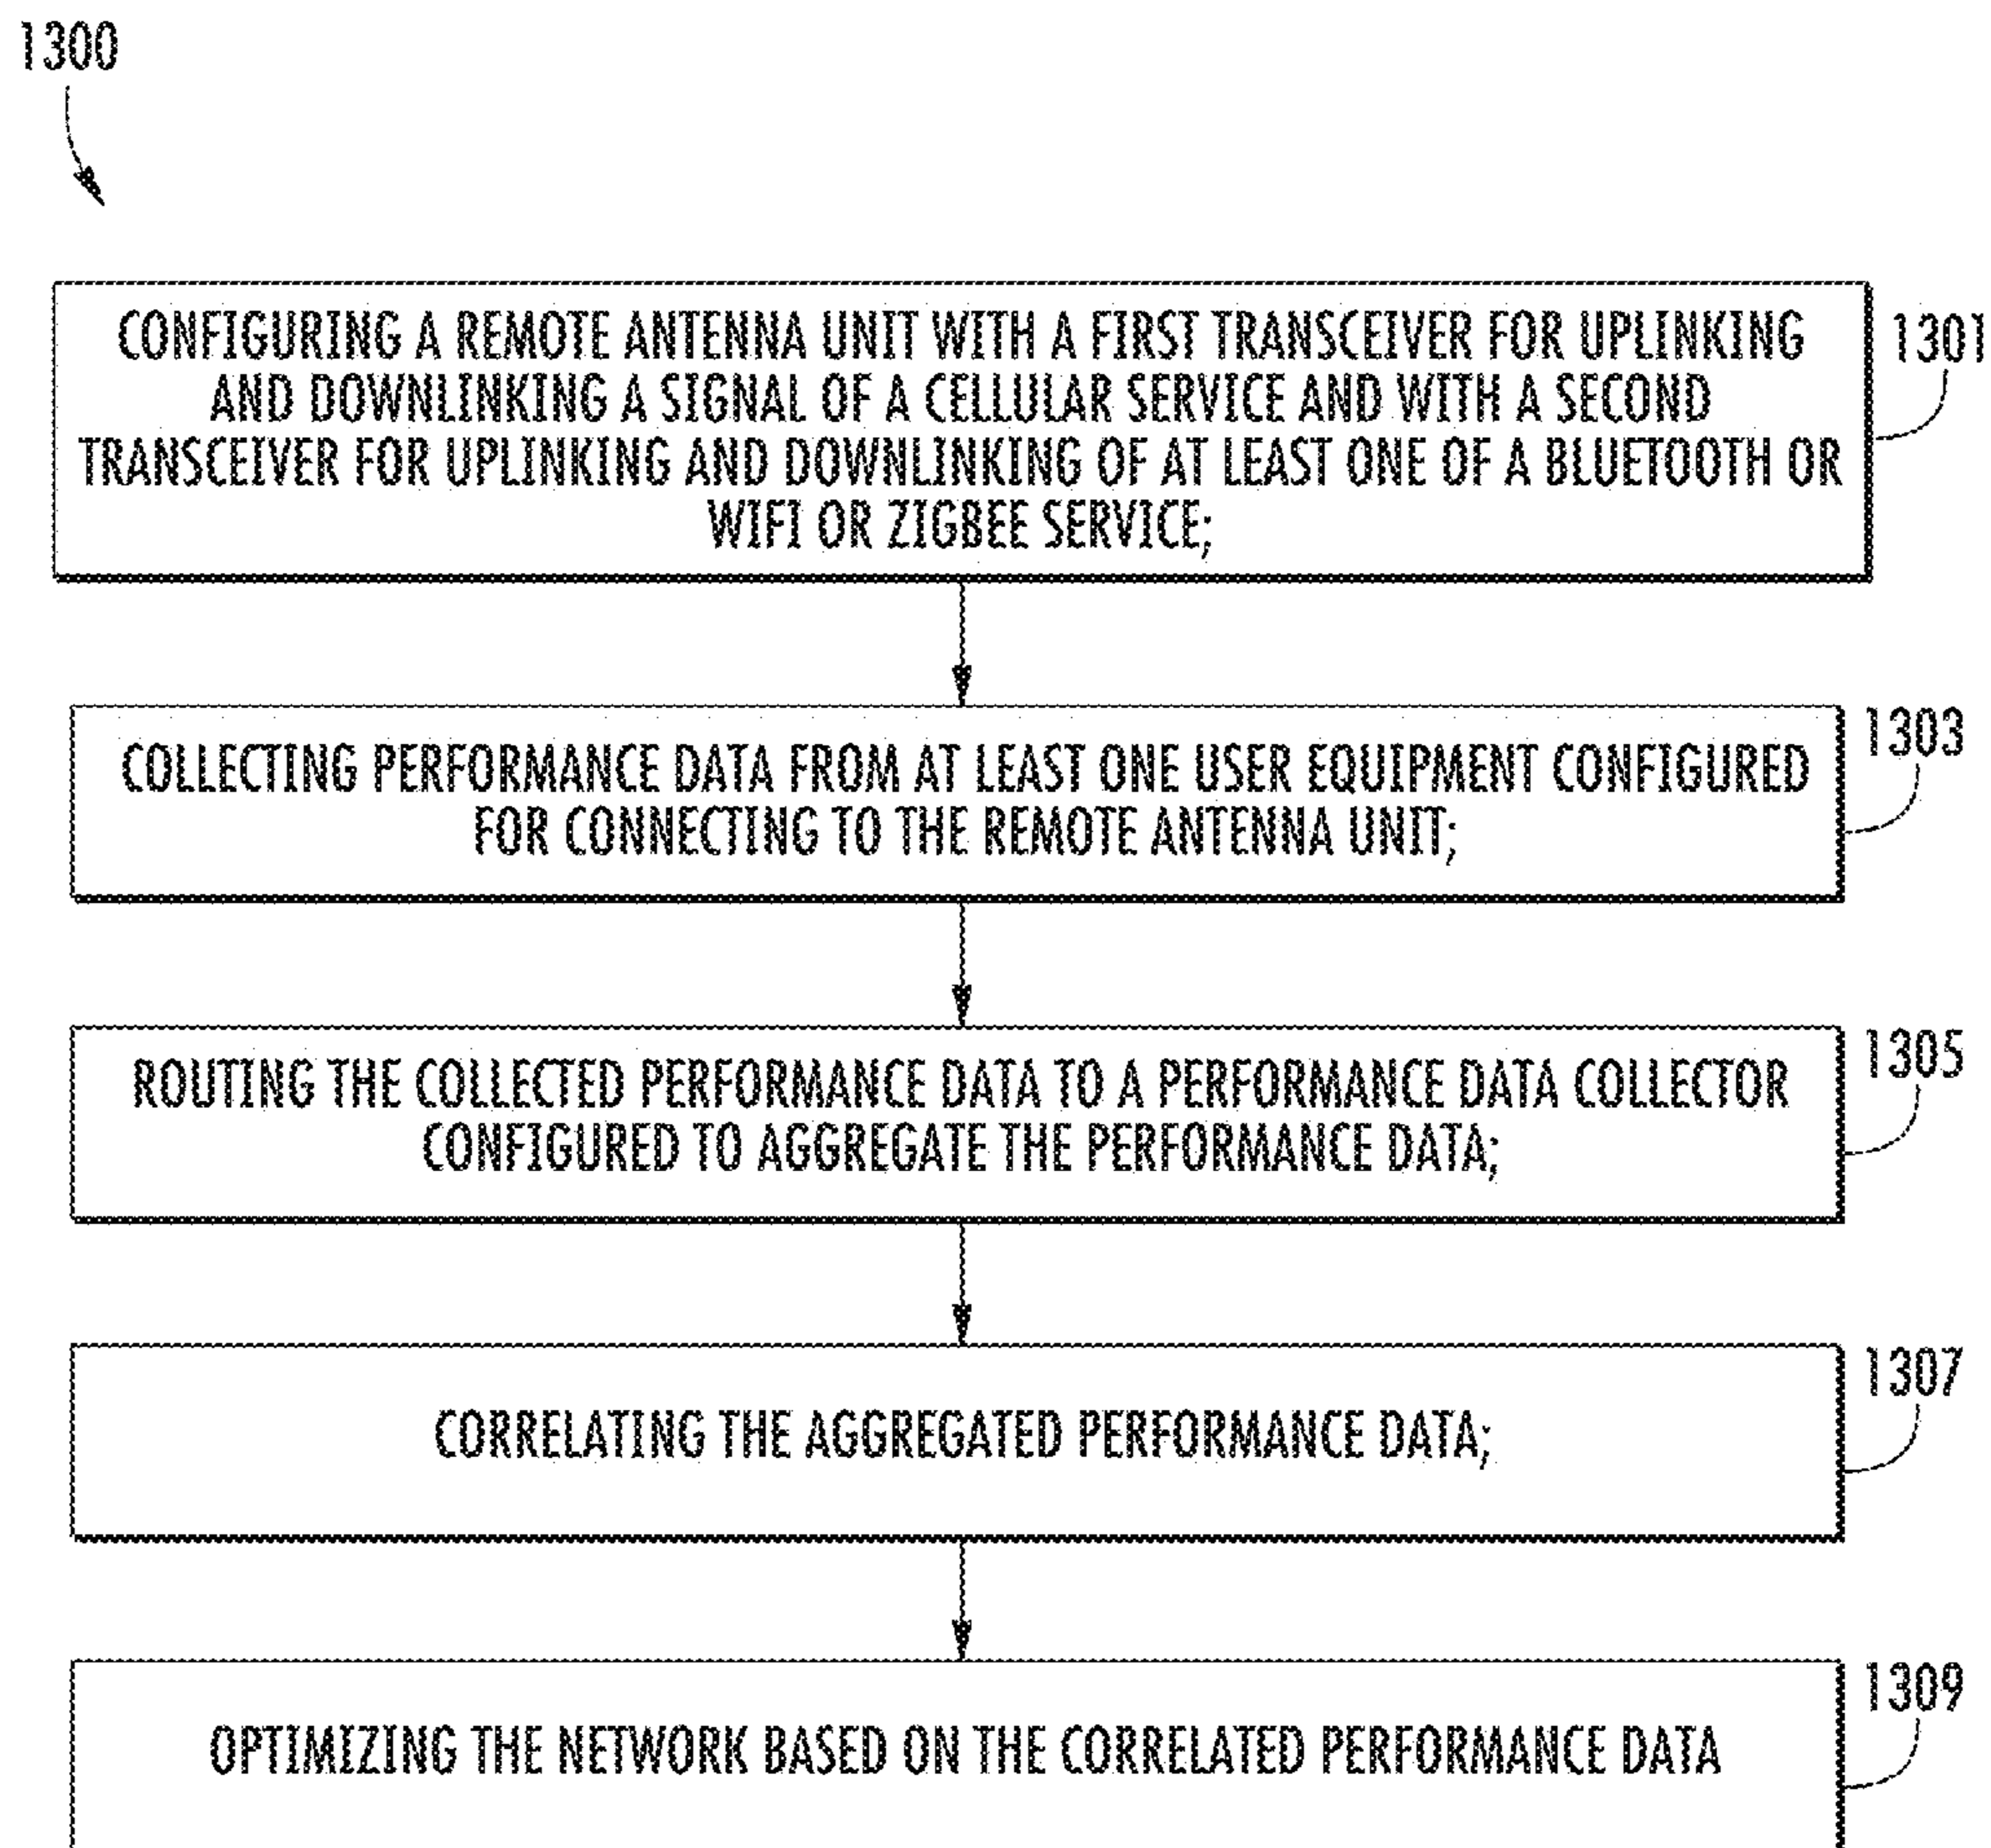 1300
CONFIGURING A REMOTE ANTENNA UNIT WITH A FIRST TRANSCEIVER FOR UPLINKING
AND DOWNLINKING A SIGNAL OF A CELLULAR SERVICE AND WITH A SECOND
TRANSCEIVER FOR UPLINKING AND DOWNLINKING OF AT LEAST ONE OF A BLUETOOTH OR
WIFI OR ZIGBEE SERVICE;
1301
COLLECTING PERFORMANCE DATA FROM AT LEAST ONE USER EQUIPMENT CONFIGURED
FOR CONNECTING TO THE REMOTE ANTENNA UNIT;
1303
ROUTING THE COLLECTED PERFORMANCE DATA TO A PERFORMANCE DATA COLLECTOR
CONFIGURED TO AGGREGATE THE PERFORMANCE DATA;
1305
CORRELATING THE AGGREGATED PERFORMANCE DATA;
1307
OPTIMIZING THE NETWORK BASED ON THE CORRELATED PERFORMANCE DATA
1309